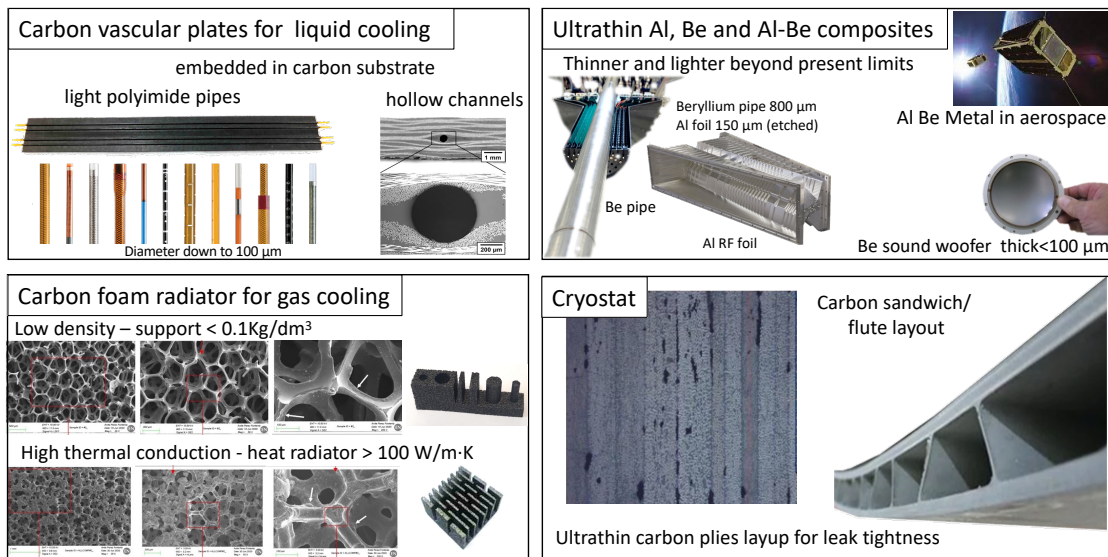 Carbon vascular plates for liquid cooling
embedded in carbon substrate
light polyimide pipes
hollow channels
1 mm
200 µm
Diameter down to 100 µm
Ultrathin Al, Be and Al-Be composites
Thinner and lighter beyond present limits
Beryllium pipe 800 µm
Al foil 150 µm (etched)
Al Be Metal in aerospace
Be pipe
Al RF foil
Be sound woofer thick<100 µm
Carbon foam radiator for gas cooling
Low density – support < 0.1Kg/dm³
High thermal conduction - heat radiator > 100 W/m·K
Cryostat
Carbon sandwich/
flute layout
Ultrathin carbon plies layup for leak tightness